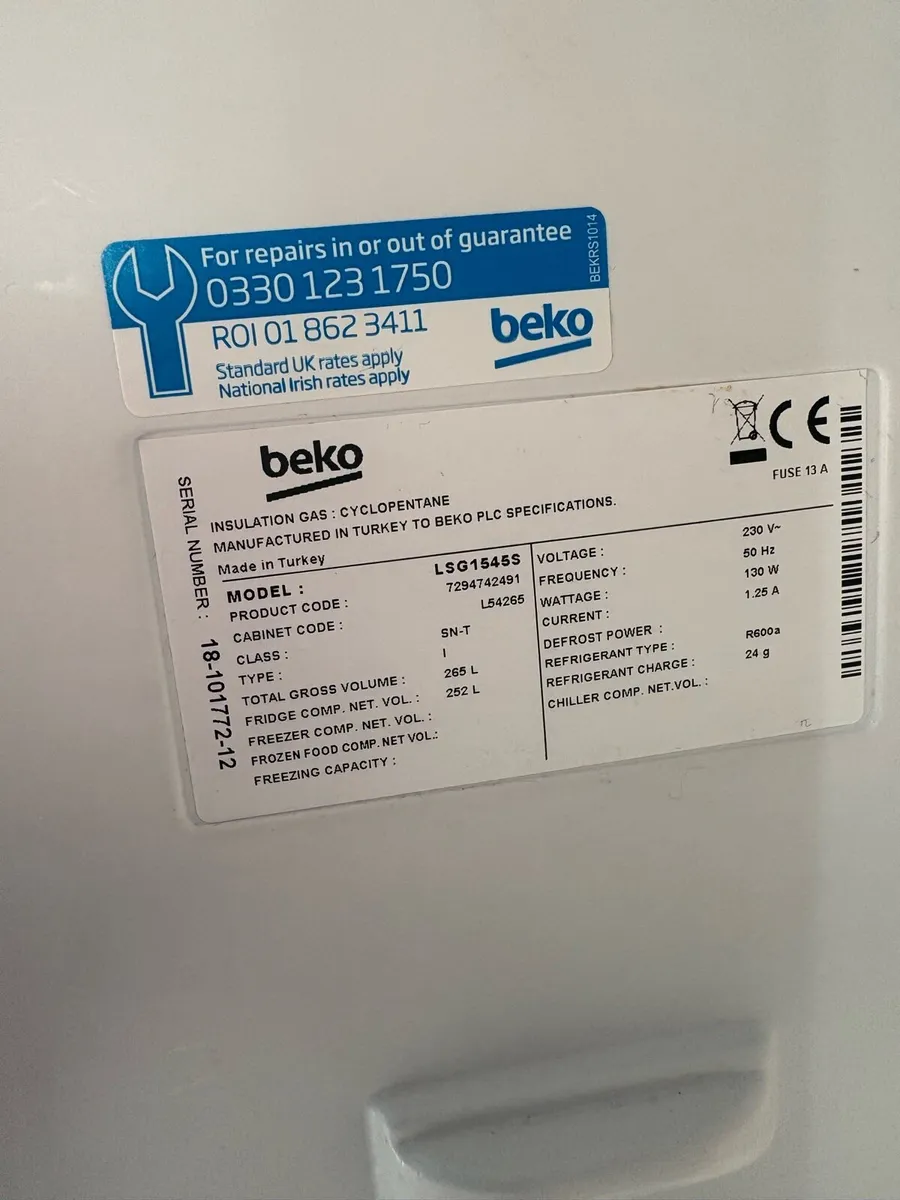 For repairs in or out of guarantee
0330 123 1750
ROI 01 862 3411
Standard UK rates apply
National Irish rates apply
beko
BEKRS1014
beko
CE
FUSE 13 A
INSULATION GAS : CYCLOPENTANE
MANUFACTURED IN TURKEY TO BEKO PLC SPECIFICATIONS.
Made in Turkey
SERIAL NUMBER : 18-101772-12
MODEL : LSG1545S
PRODUCT CODE : 7294742491
CABINET CODE : L54265
CLASS : SN-T
TYPE : I
TOTAL GROSS VOLUME : 265 L
FRIDGE COMP. NET. VOL. : 252 L
FREEZER COMP. NET. VOL. :
FROZEN FOOD COMP. NET VOL.:
FREEZING CAPACITY :
VOLTAGE : 230 V~
FREQUENCY : 50 Hz
WATTAGE : 130 W
CURRENT : 1.25 A
DEFROST POWER :
REFRIGERANT TYPE : R600a
REFRIGERANT CHARGE : 24 g
CHILLER COMP. NET.VOL. :